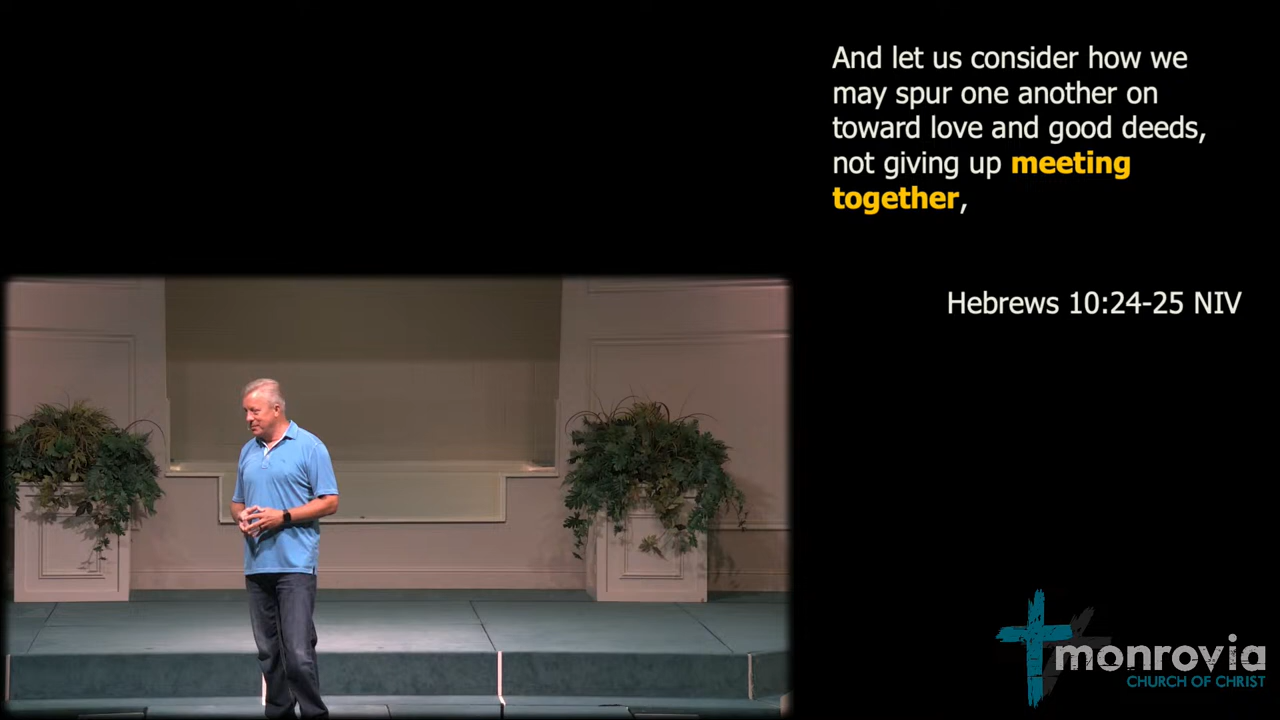 And let us consider how we
may spur one another on
toward love and good deeds,
not giving up meeting
together,
Hebrews 10:24-25 NIV
monrovia
CHURCH OF CHRIST